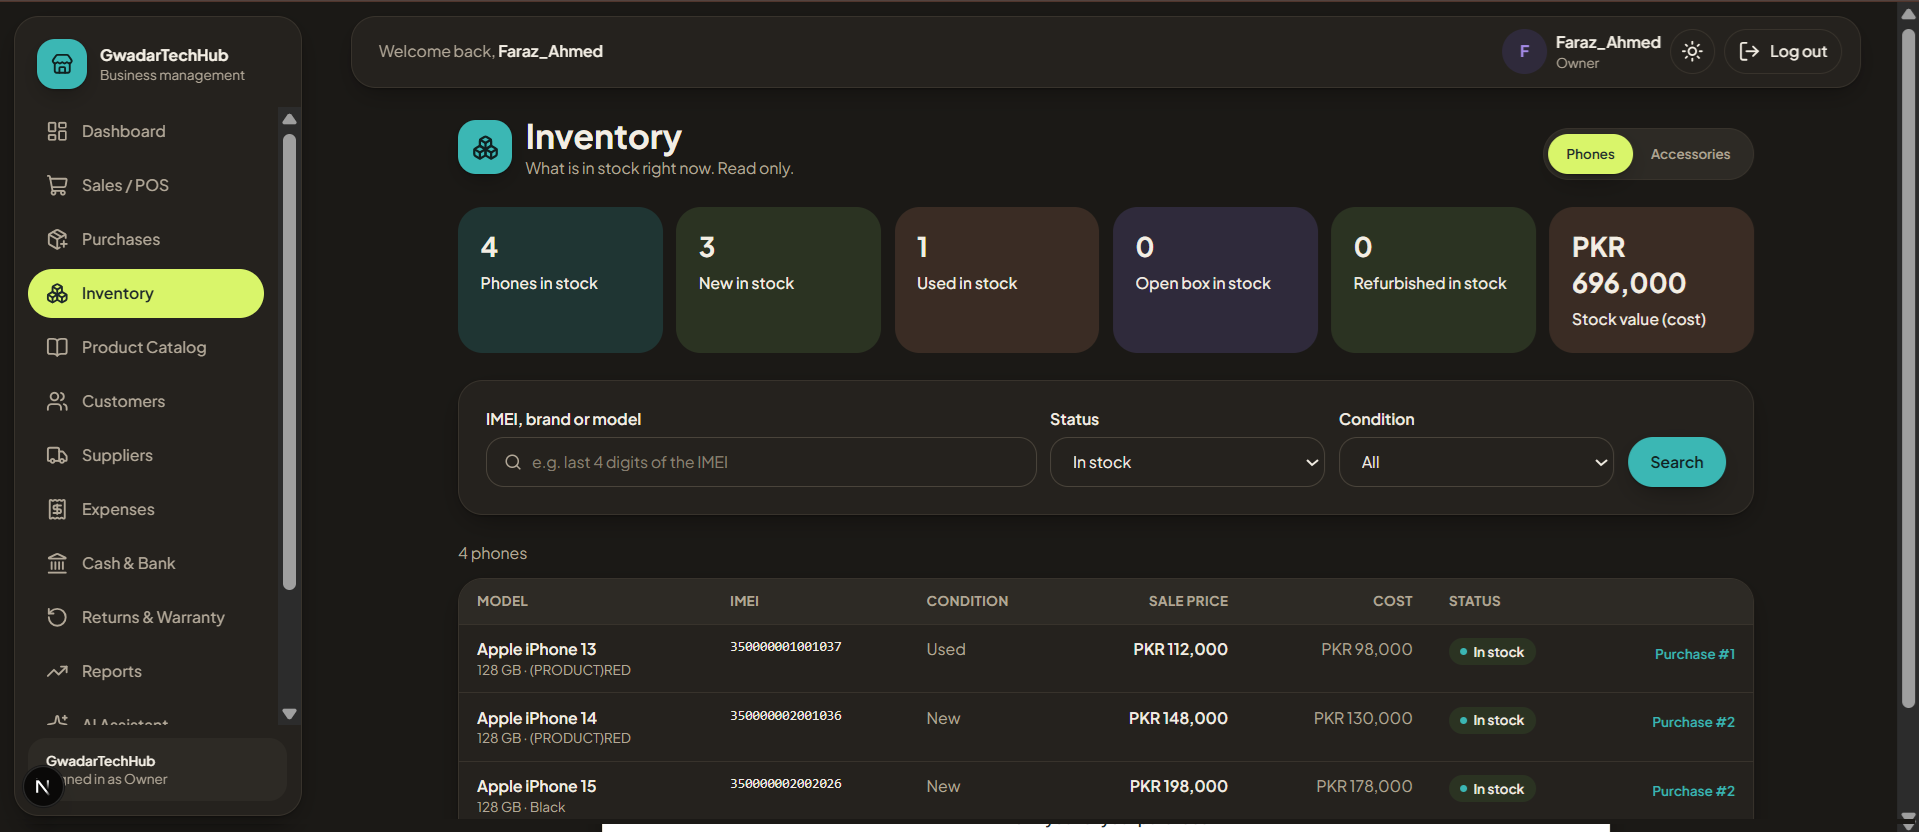 GwadarTechHub
Business management
Dashboard
Sales / POS
Purchases
Inventory
Product Catalog
Customers
Suppliers
Expenses
Cash & Bank
Returns & Warranty
Reports
AI Assistant
GwadarTechHub
gned in as Owner
N
Welcome back, Faraz_Ahmed
F
Faraz_Ahmed
Owner
Log out
Inventory
What is in stock right now. Read only.
Phones
Accessories
4
Phones in stock
3
New in stock
1
Used in stock
0
Open box in stock
0
Refurbished in stock
PKR
696,000
Stock value (cost)
IMEI, brand or model
e.g. last 4 digits of the IMEI
Status
In stock
Condition
All
Search
4 phones
MODEL IMEI CONDITION SALE PRICE COST STATUS
Apple iPhone 13 350000001001037 Used PKR 112,000 PKR 98,000 In stock Purchase #1
128 GB · (PRODUCT)RED
Apple iPhone 14 350000002001036 New PKR 148,000 PKR 130,000 In stock Purchase #2
128 GB · (PRODUCT)RED
Apple iPhone 15 350000002002026 New PKR 198,000 PKR 178,000 In stock Purchase #2
128 GB · Black